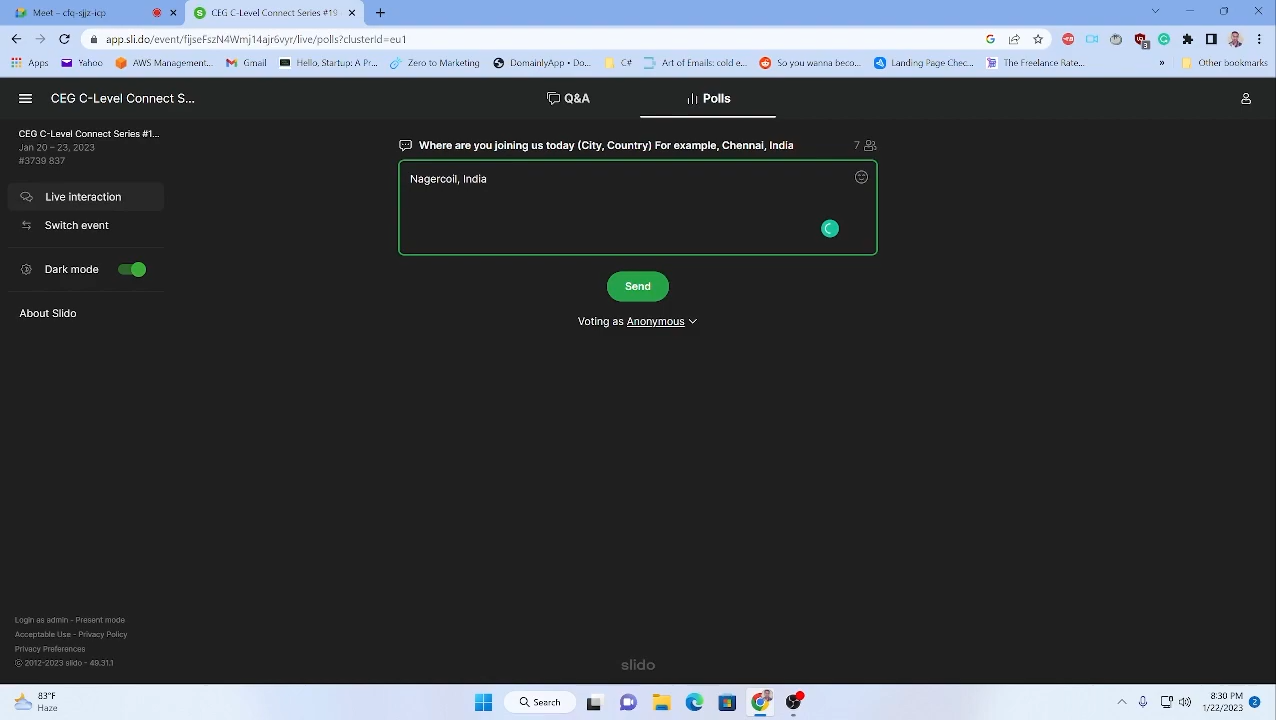 Meet – cfq-sjjz-icp
CEG C-Level Connect Series #19
app.sli.do/event/fijseFszN4Wmj14ajr6vyr/live/polls?clusterId=eu1
Apps
Yahoo
AWS Management...
Gmail
Hello, Startup: A Pr...
Zero to Marketing
DomainlyApp • Do...
C#
Art of Emails: cold e...
So you wanna beco...
Landing Page Chec...
The Freelance Rate...
»
Other bookmarks
CEG C-Level Connect S...
Q&A
Polls
CEG C-Level Connect Series #1...
Jan 20 – 23, 2023
#3739 837
Live interaction
Switch event
Dark mode
About Slido
Where are you joining us today (City, Country) For example, Chennai, India
7
Nagercoil, India
Send
Voting as Anonymous
Login as admin - Present mode
Acceptable Use - Privacy Policy
Privacy Preferences
© 2012-2023 slido - 49.31.1
slido
83°F
Haze
Search
8:30 PM
1/22/2023
2